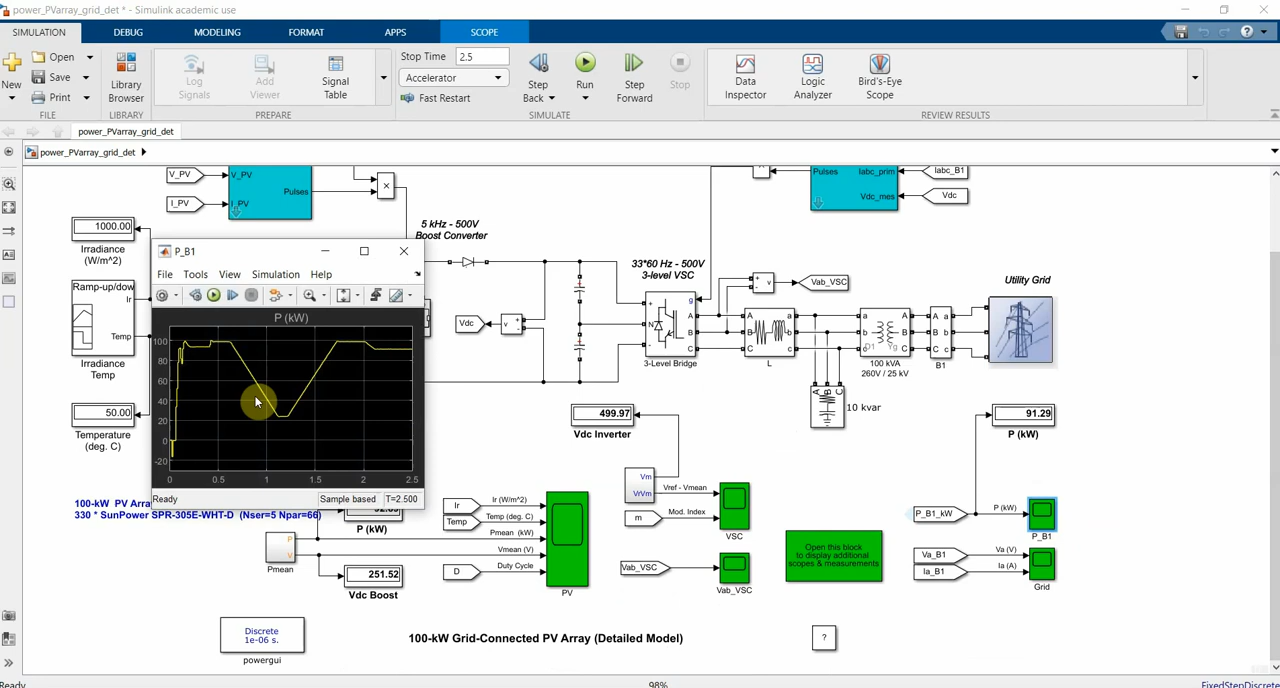 power_PVarray_grid_det * - Simulink academic use
SIMULATION DEBUG MODELING FORMAT APPS SCOPE
New
Open
Save
Print
FILE
Library
Browser
LIBRARY
Log
Signals
Add
Viewer
Signal
Table
PREPARE
Stop Time 2.5
Accelerator
Fast Restart
Step
Back
Run
Step
Forward
Stop
SIMULATE
Data
Inspector
Logic
Analyzer
Bird's-Eye
Scope
REVIEW RESULTS
power_PVarray_grid_det
power_PVarray_grid_det
V_PV
I_PV
V_PV
I_PV
Pulses
×
Pulses
Iabc_prim
Vdc_mes
Iabc_B1
Vdc
1000.00
Irradiance
(W/m^2)
Ramp-up/dow
Ir
Temp
Irradiance
Temp
50.00
Temperature
(deg. C)
5 kHz - 500V
Boost Converter
33*60 Hz - 500V
3-level VSC
Vab_VSC
Utility Grid
P_B1
File Tools View Simulation Help
P (kW)
100
80
60
40
20
0
-20
0 0.5 1 1.5 2 2.5
Ready Sample based T=2.500
Vdc
v
+
-
g
+
N
-
A
B
C
3-Level Bridge
A
B
C
L
+
-
v
A B C
10 kvar
a
b
c
D1 Yg
A
B
C
100 kVA
260V / 25 kV
a
b
c
A
B
C
B1
499.97
Vdc Inverter
91.29
P (kW)
100-kW PV Arra
330 * SunPower SPR-305E-WHT-D (Nser=5 Npar=66)
P (kW)
P
V
Pmean
251.52
Vdc Boost
Ir
Temp
D
Ir (W/m^2)
Temp (deg. C)
Pmean (kW)
Vmean (V)
Duty Cycle
PV
Vm
VrVm
m
Vref - Vmean
Mod. Index
VSC
Vab_VSC
Vab_VSC
Open this block
to display additional
scopes & measurements
P_B1_kW
P (kW)
P_B1
Va_B1
Ia_B1
Va (V)
Ia (A)
Grid
Discrete
1e-06 s.
powergui
100-kW Grid-Connected PV Array (Detailed Model)
?
Ready 98% FixedStepDiscrete